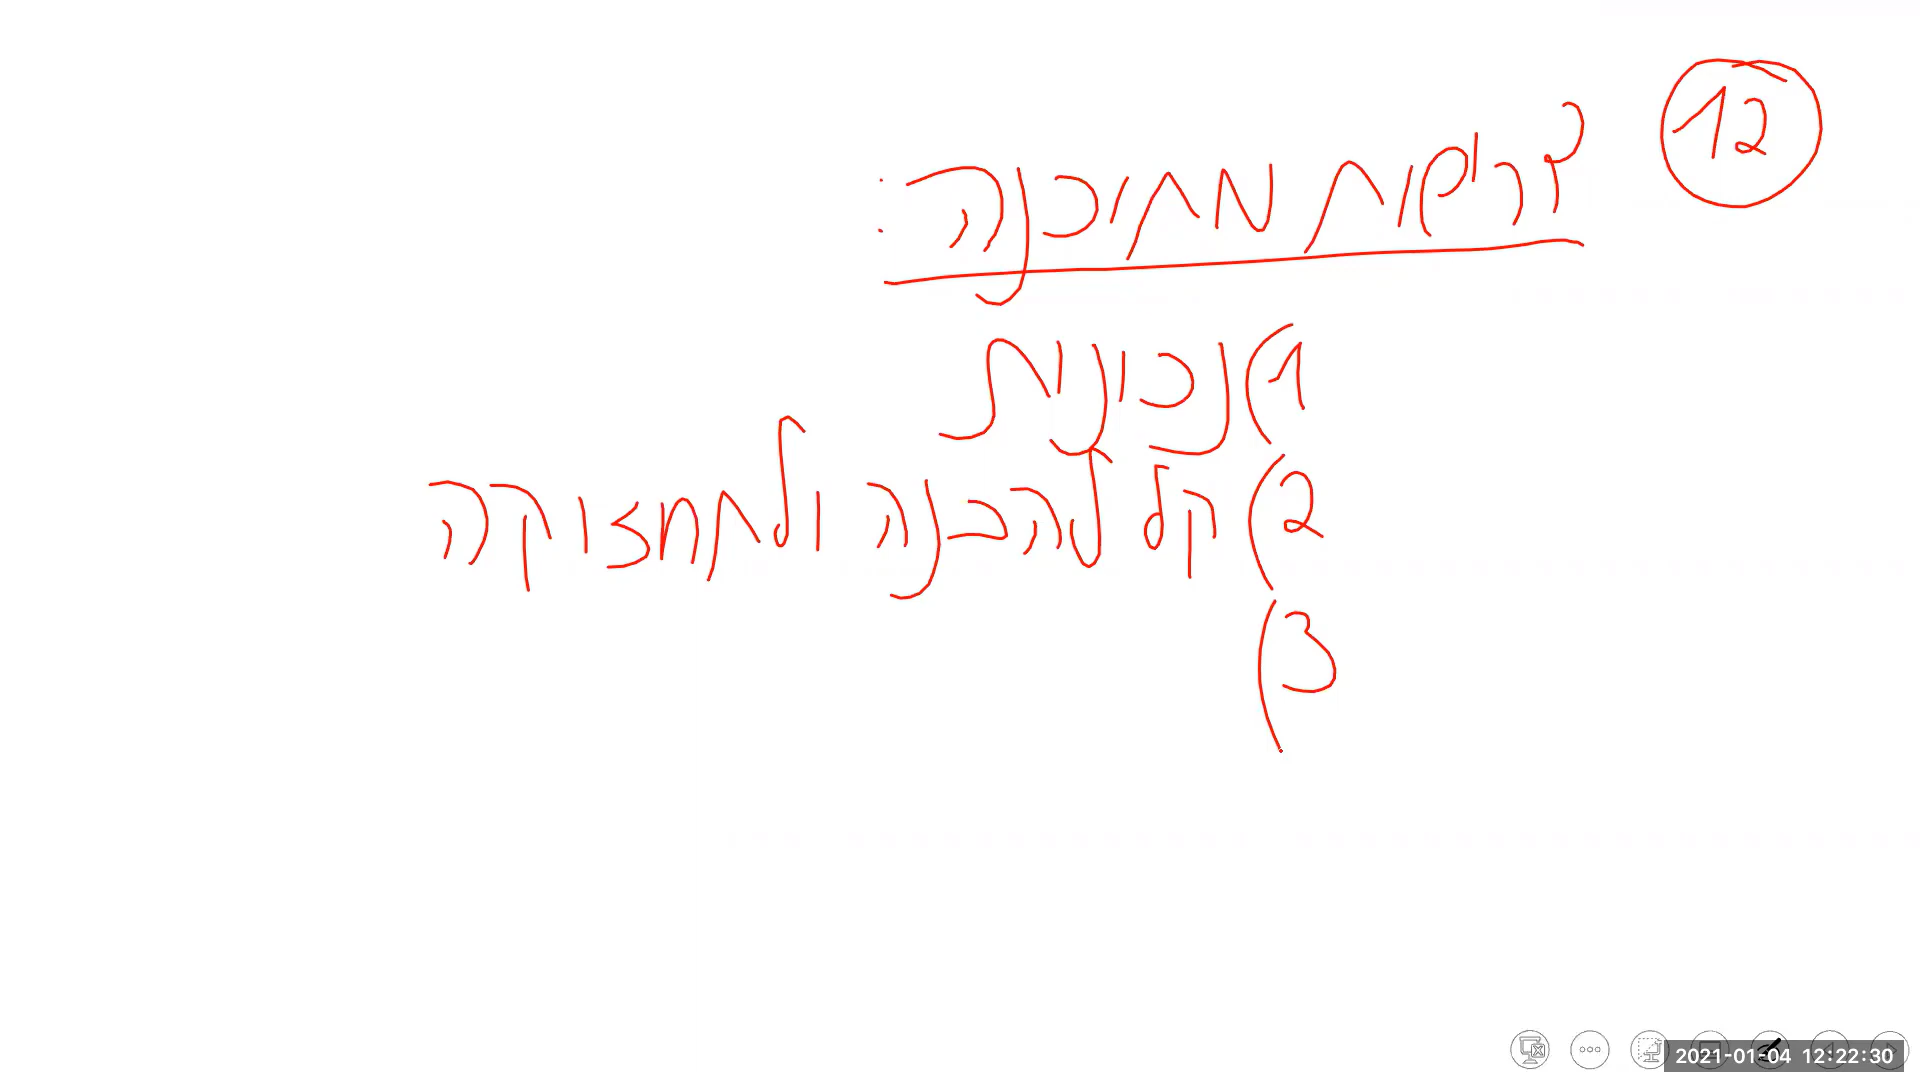 12
דרישות מתוכנה:
1) נכונות
2) קל להבנה ולתחזוקה
3)
2021-01-04 12:22:30